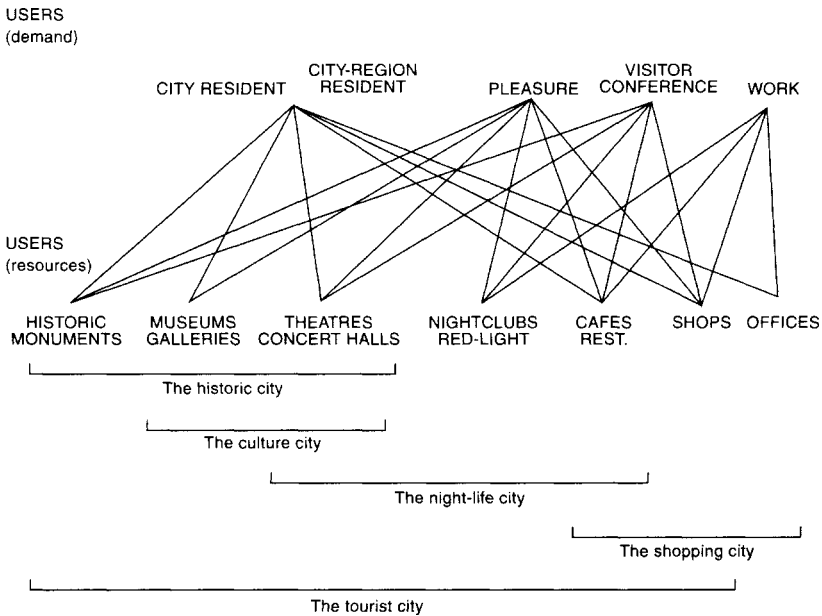 USERS
(demand)
CITY RESIDENT
CITY-REGION
RESIDENT
PLEASURE
VISITOR
CONFERENCE
WORK
USERS
(resources)
HISTORIC
MONUMENTS
MUSEUMS
GALLERIES
THEATRES
CONCERT HALLS
NIGHTCLUBS
RED-LIGHT
CAFES
REST.
SHOPS
OFFICES
The historic city
The culture city
The night-life city
The shopping city
The tourist city